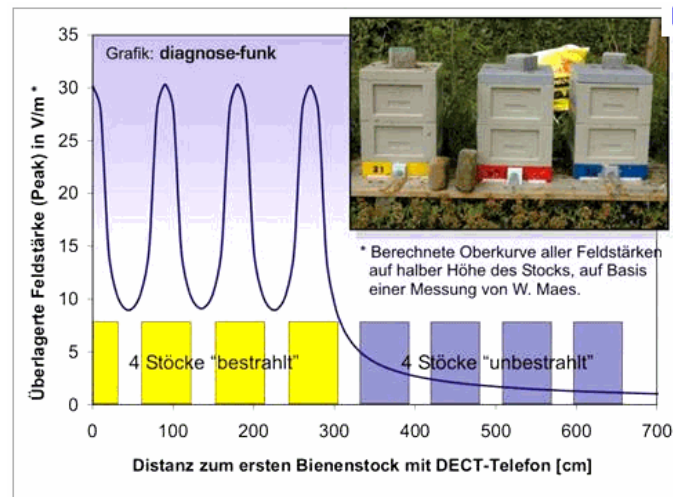 Grafik: diagnose-funk
Überlagerte Feldstärke (Peak) in V/m *
35
30
25
20
15
10
5
0
* Berechnete Oberkurve aller Feldstärken
auf halber Höhe des Stocks, auf Basis
einer Messung von W. Maes.
4 Stöcke "bestrahlt"
4 Stöcke "unbestrahlt"
0 100 200 300 400 500 600 700
Distanz zum ersten Bienenstock mit DECT-Telefon [cm]